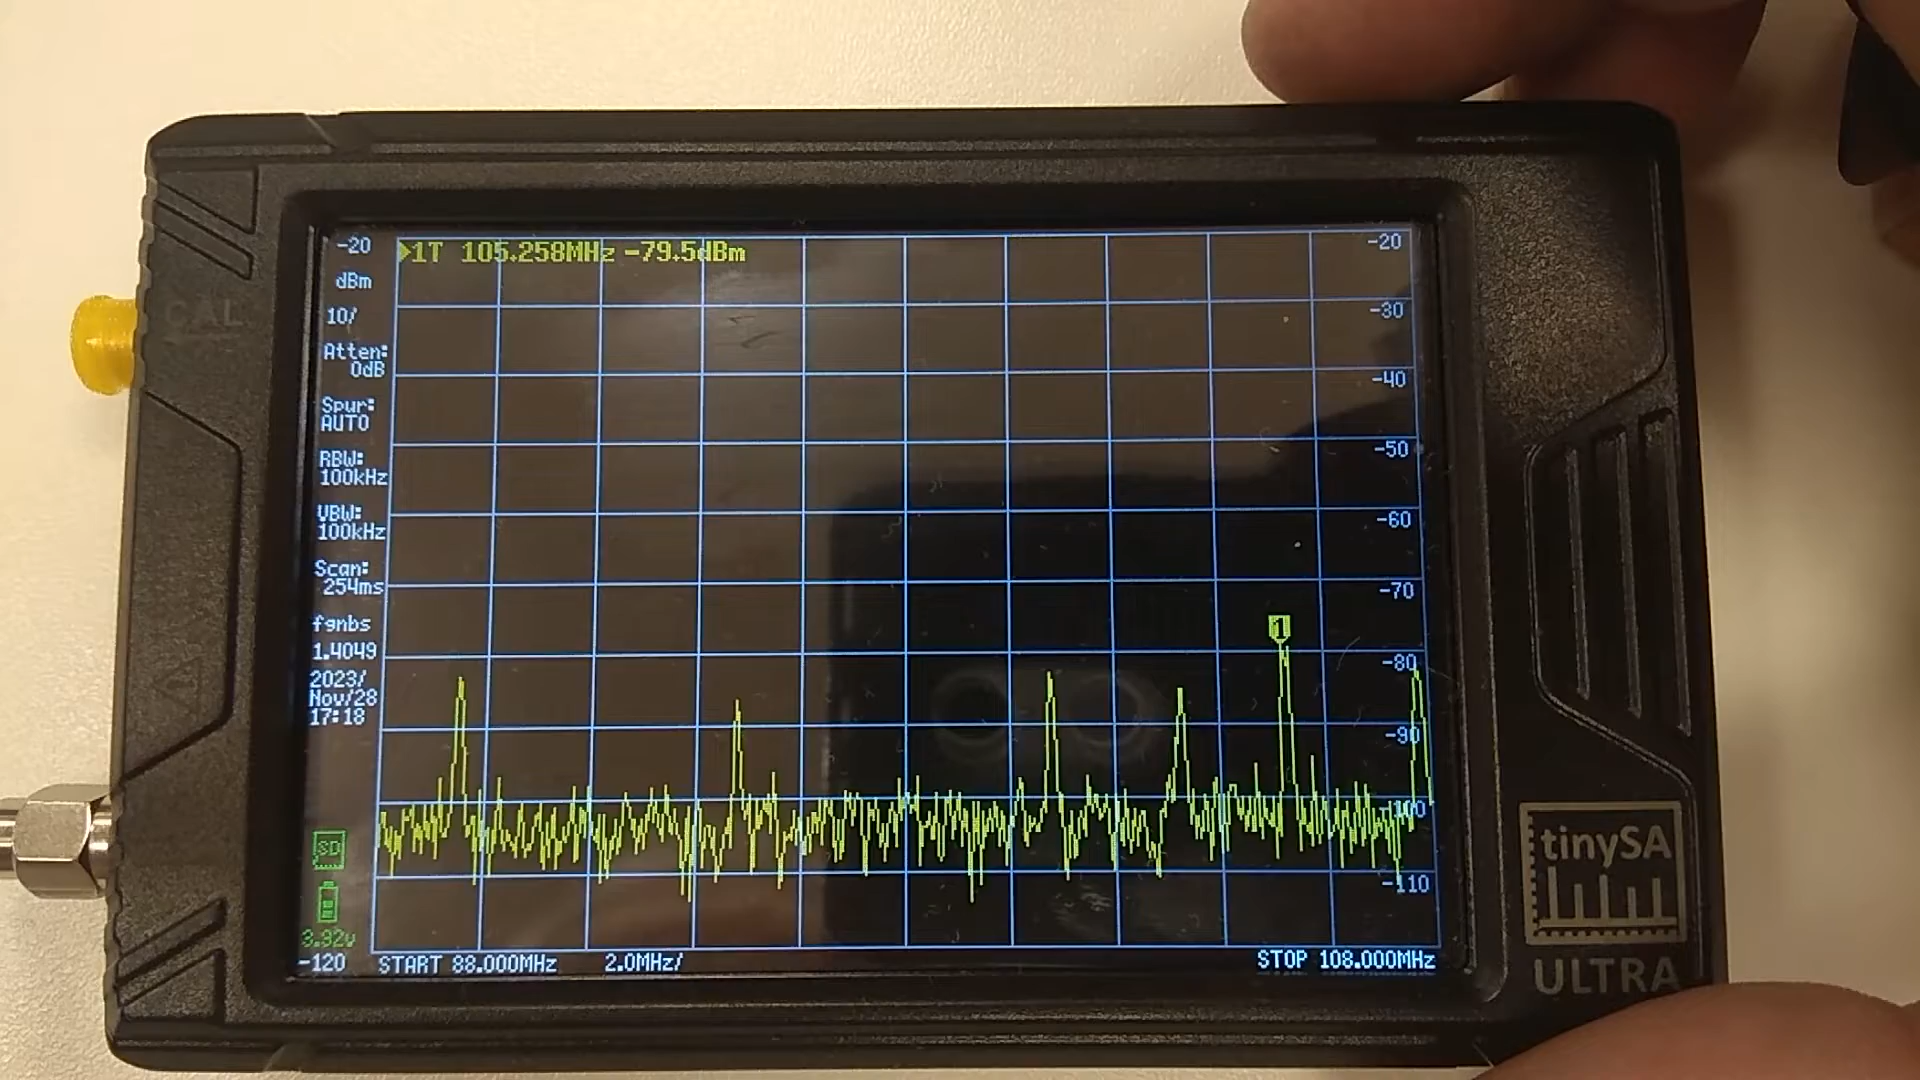 1T 105.258MHz -79.5dBm
-20
dBm
10/
Atten:
0dB
Spur:
AUTO
RBW:
100kHz
VBW:
100kHz
Scan:
254ms
fgnbs
1.4049
2023/
Nov/28
17:18
SD
3.92v
-120
-20
-30
-40
-50
-60
-70
1
-80
-90
-100
-110
START 88.000MHz 2.0MHz/ STOP 108.000MHz
CAL
tinySA
ULTRA